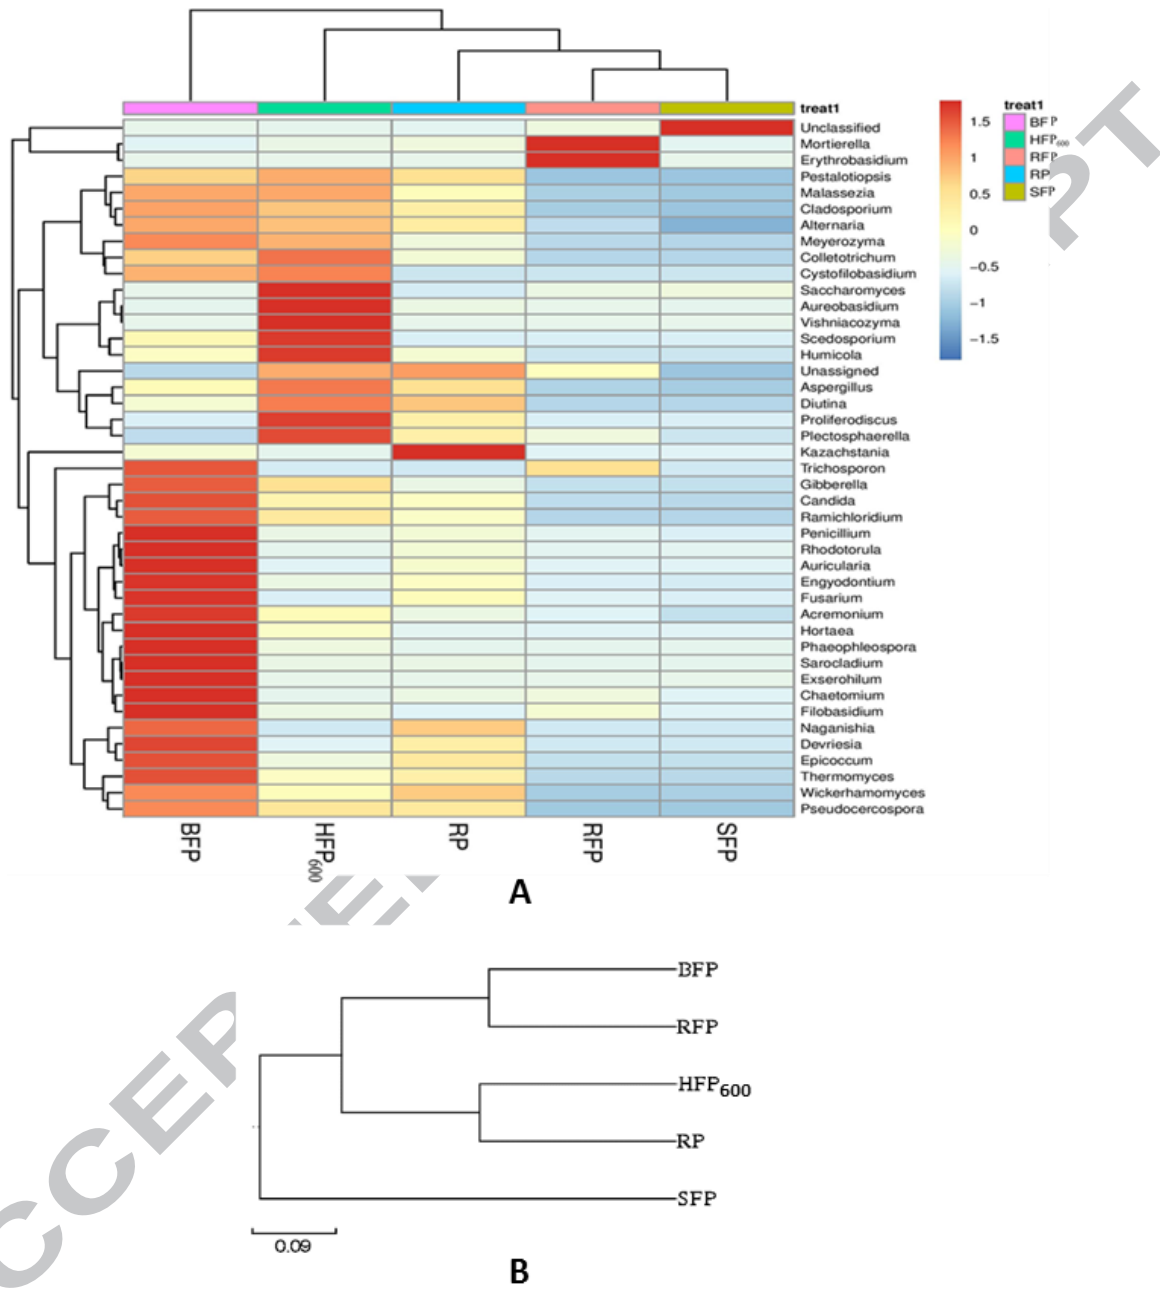 treat1
Unclassified
Mortierella
Erythrobasidium
Pestalotiopsis
Malassezia
Cladosporium
Alternaria
Meyerozyma
Colletotrichum
Cystofilobasidium
Saccharomyces
Aureobasidium
Vishniacozyma
Scedosporium
Humicola
Unassigned
Aspergillus
Diutina
Proliferodiscus
Plectosphaerella
Kazachstania
Trichosporon
Gibberella
Candida
Ramichloridium
Penicillium
Rhodotorula
Auricularia
Engyodontium
Fusarium
Acremonium
Hortaea
Phaeophleospora
Sarocladium
Exserohilum
Chaetomium
Filobasidium
Naganishia
Devriesia
Epicoccum
Thermomyces
Wickerhamomyces
Pseudocercospora
1.5
1
0.5
0
−0.5
−1
−1.5
treat1
BFP
HFP600
RFP
RP
SFP
BFP HFP600 RP RFP SFP
A
BFP
RFP
HFP600
RP
SFP
0.09
B